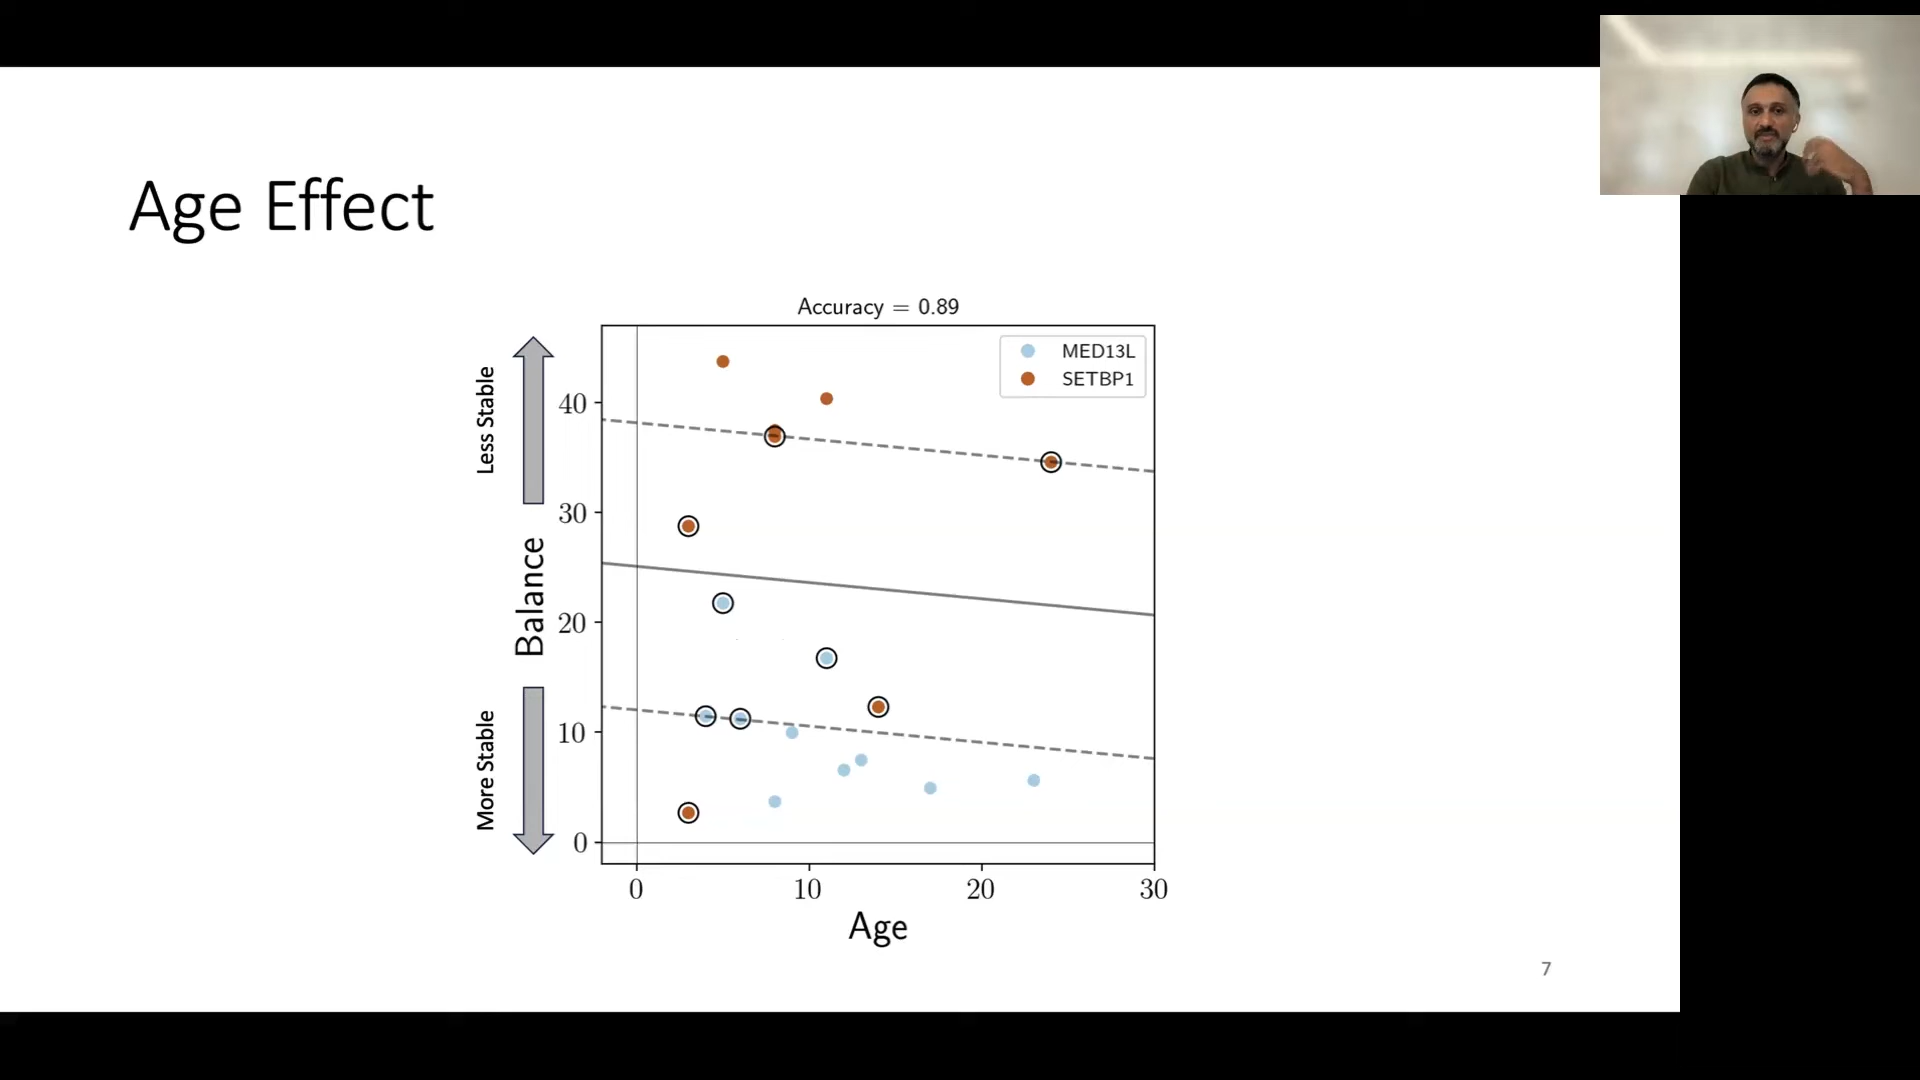 Age Effect
Accuracy = 0.89
MED13L
SETBP1
Less Stable
Balance
More Stable
40
30
20
10
0
0 10 20 30
Age
7